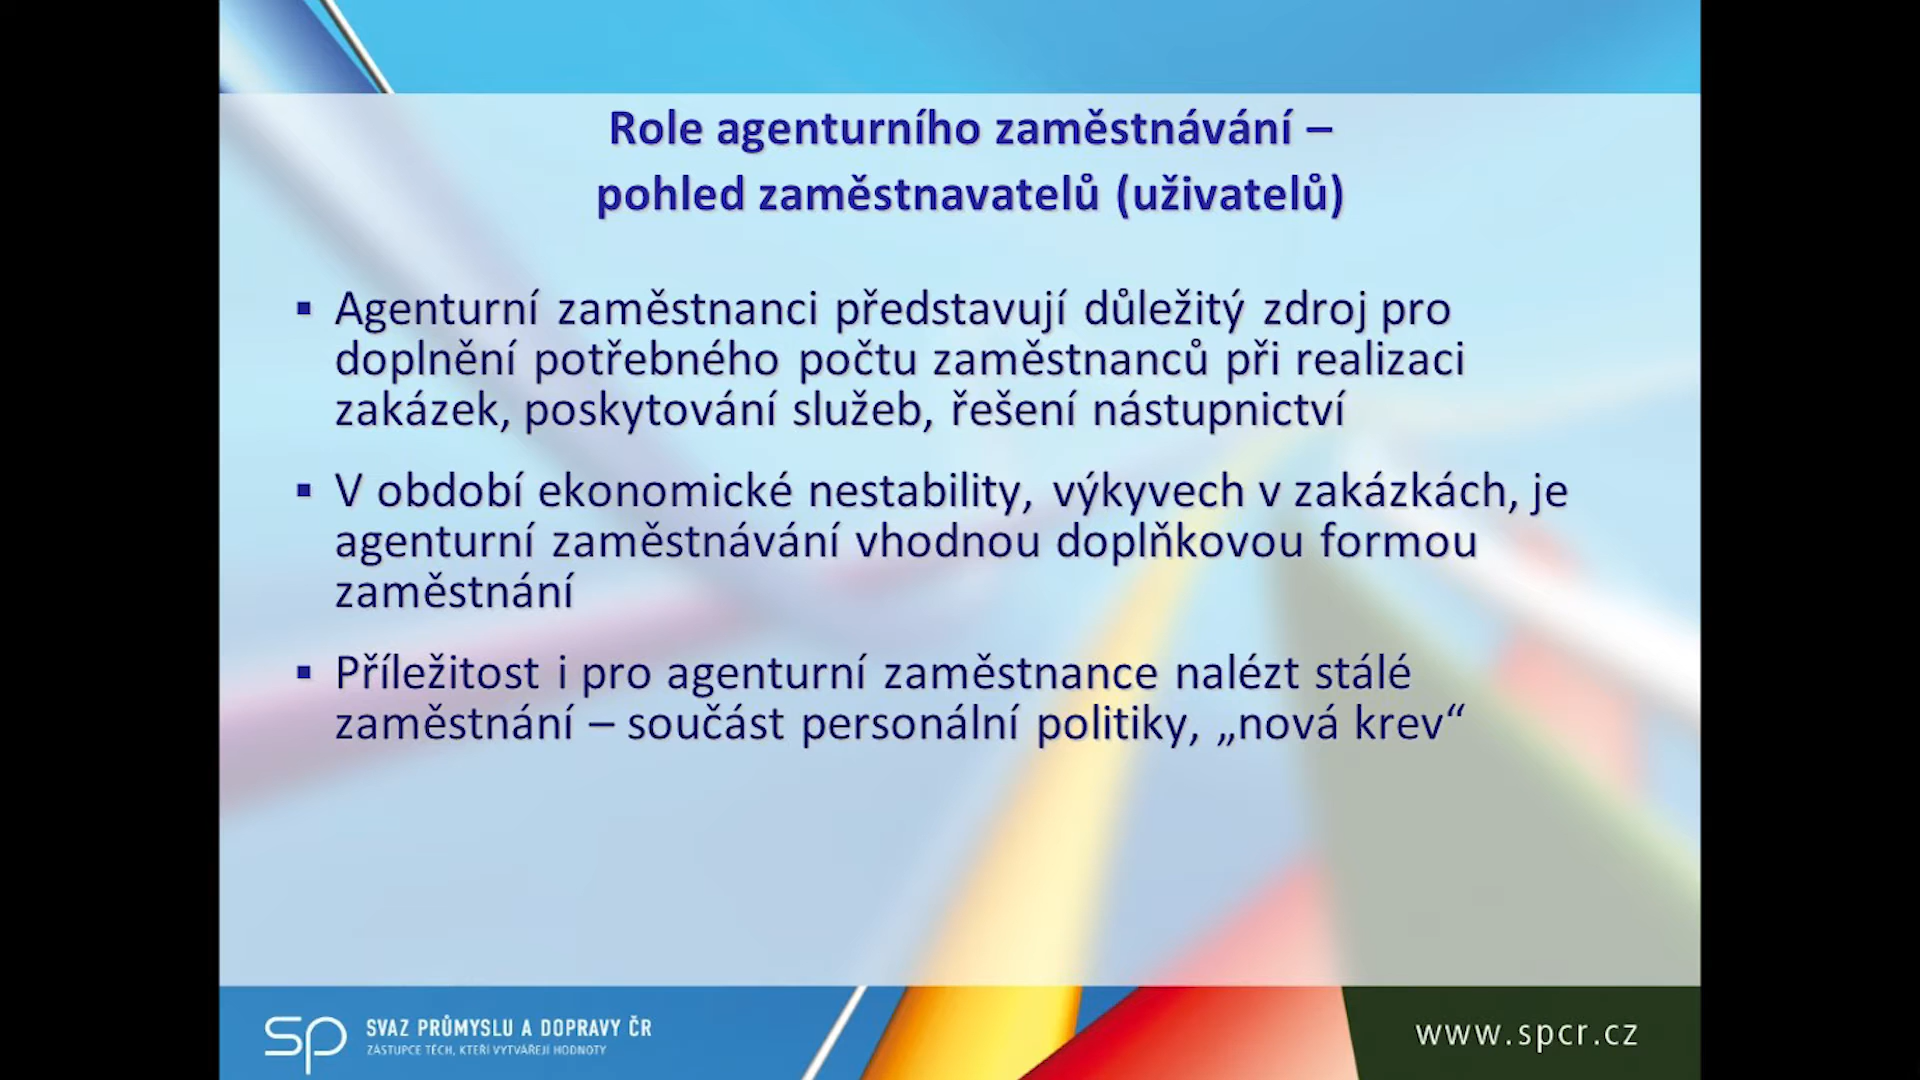 Role agenturního zaměstnávání –
pohled zaměstnavatelů (uživatelů)
▪ Agenturní zaměstnanci představují důležitý zdroj pro
doplnění potřebného počtu zaměstnanců při realizaci
zakázek, poskytování služeb, řešení nástupnictví
▪ V období ekonomické nestability, výkyvech v zakázkách, je
agenturní zaměstnávání vhodnou doplňkovou formou
zaměstnání
▪ Příležitost i pro agenturní zaměstnance nalézt stálé
zaměstnání – součást personální politiky, „nová krev“
sp
SVAZ PRŮMYSLU A DOPRAVY ČR
ZÁSTUPCE TĚCH, KTEŘÍ VYTVÁŘEJÍ HODNOTY
www.spcr.cz